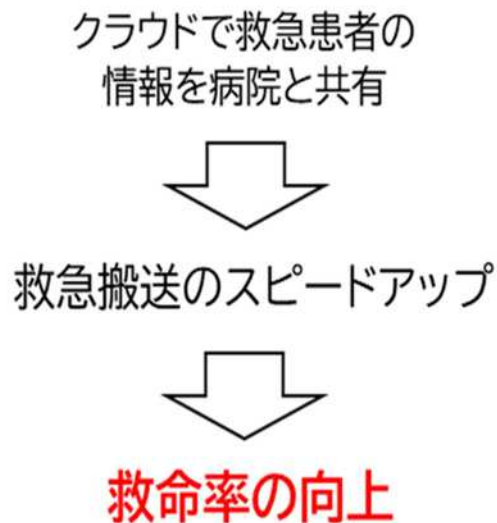 クラウドで救急患者の
情報を病院と共有
救急搬送のスピードアップ
救命率の向上